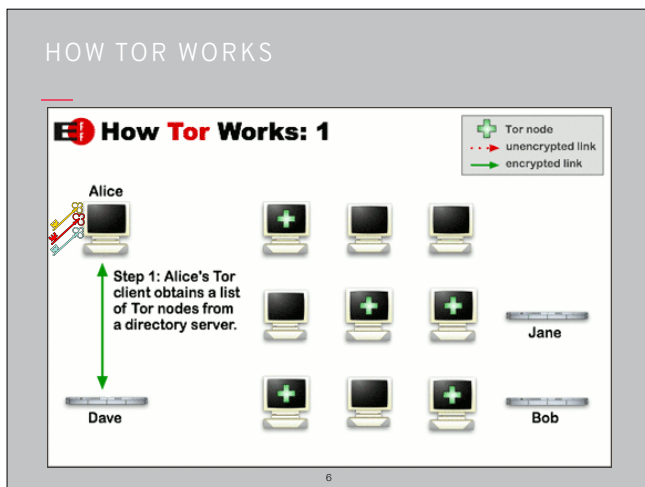 HOW TOR WORKS
How Tor Works: 1
Tor node
unencrypted link
encrypted link
Alice
Step 1: Alice's Tor
client obtains a list
of Tor nodes from
a directory server.
Jane
Dave
Bob
6